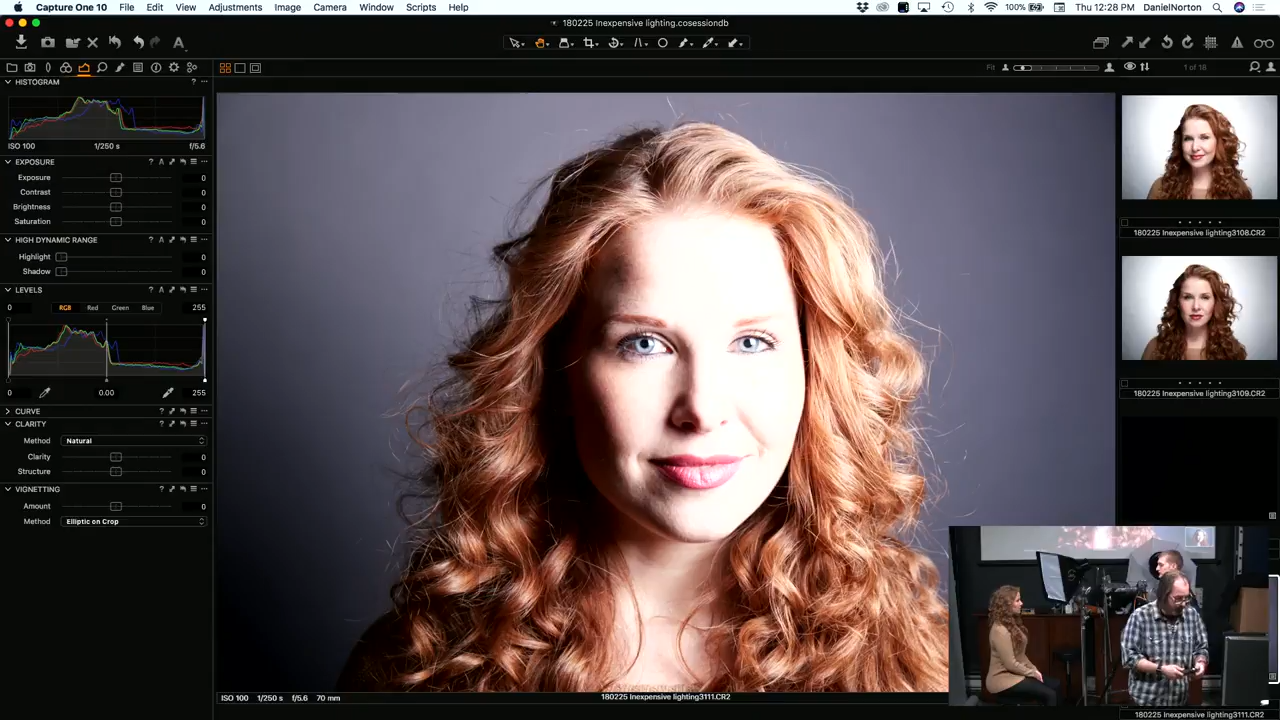 Capture One 10 File Edit View Adjustments Image Camera Window Scripts Help 100% Thu 12:28 PM DanielNorton
180225 Inexpensive lighting.cosessiondb
Fit 1 of 18
HISTOGRAM
ISO 100 1/250 s f/5.6
EXPOSURE
Exposure 0
Contrast 0
Brightness 0
Saturation 0
HIGH DYNAMIC RANGE
Highlight 0
Shadow 0
LEVELS
0 RGB Red Green Blue 255
0 0.00 255
CURVE
CLARITY
Method Natural
Clarity 0
Structure 0
VIGNETTING
Amount 0
Method Elliptic on Crop
180225 Inexpensive lighting3108.CR2
180225 Inexpensive lighting3109.CR2
ISO 100 1/250 s f/5.6 70 mm
180225 Inexpensive lighting3111.CR2
180225 Inexpensive lighting3111.CR2